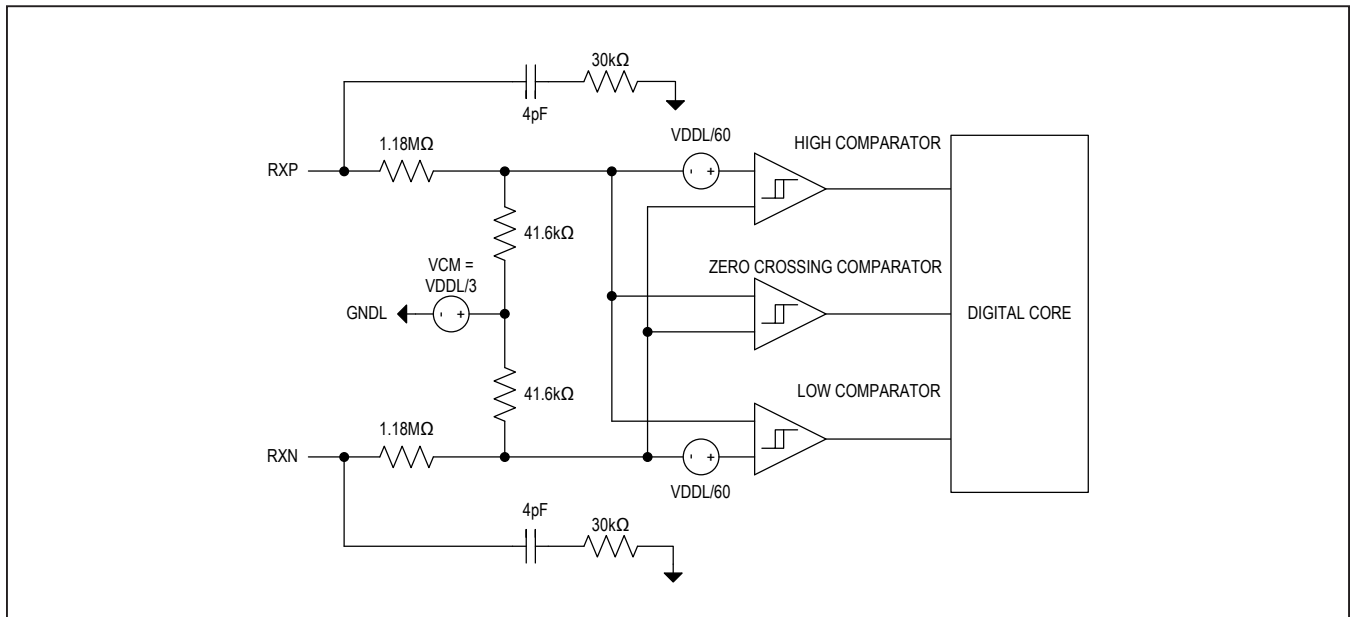 30kΩ
4pF
VDDL/60
HIGH COMPARATOR
1.18MΩ
RXP
- +
41.6kΩ
VCM =
VDDL/3
ZERO CROSSING COMPARATOR
GNDL
- +
DIGITAL CORE
41.6kΩ
LOW COMPARATOR
1.18MΩ
RXN
- +
VDDL/60
4pF
30kΩ